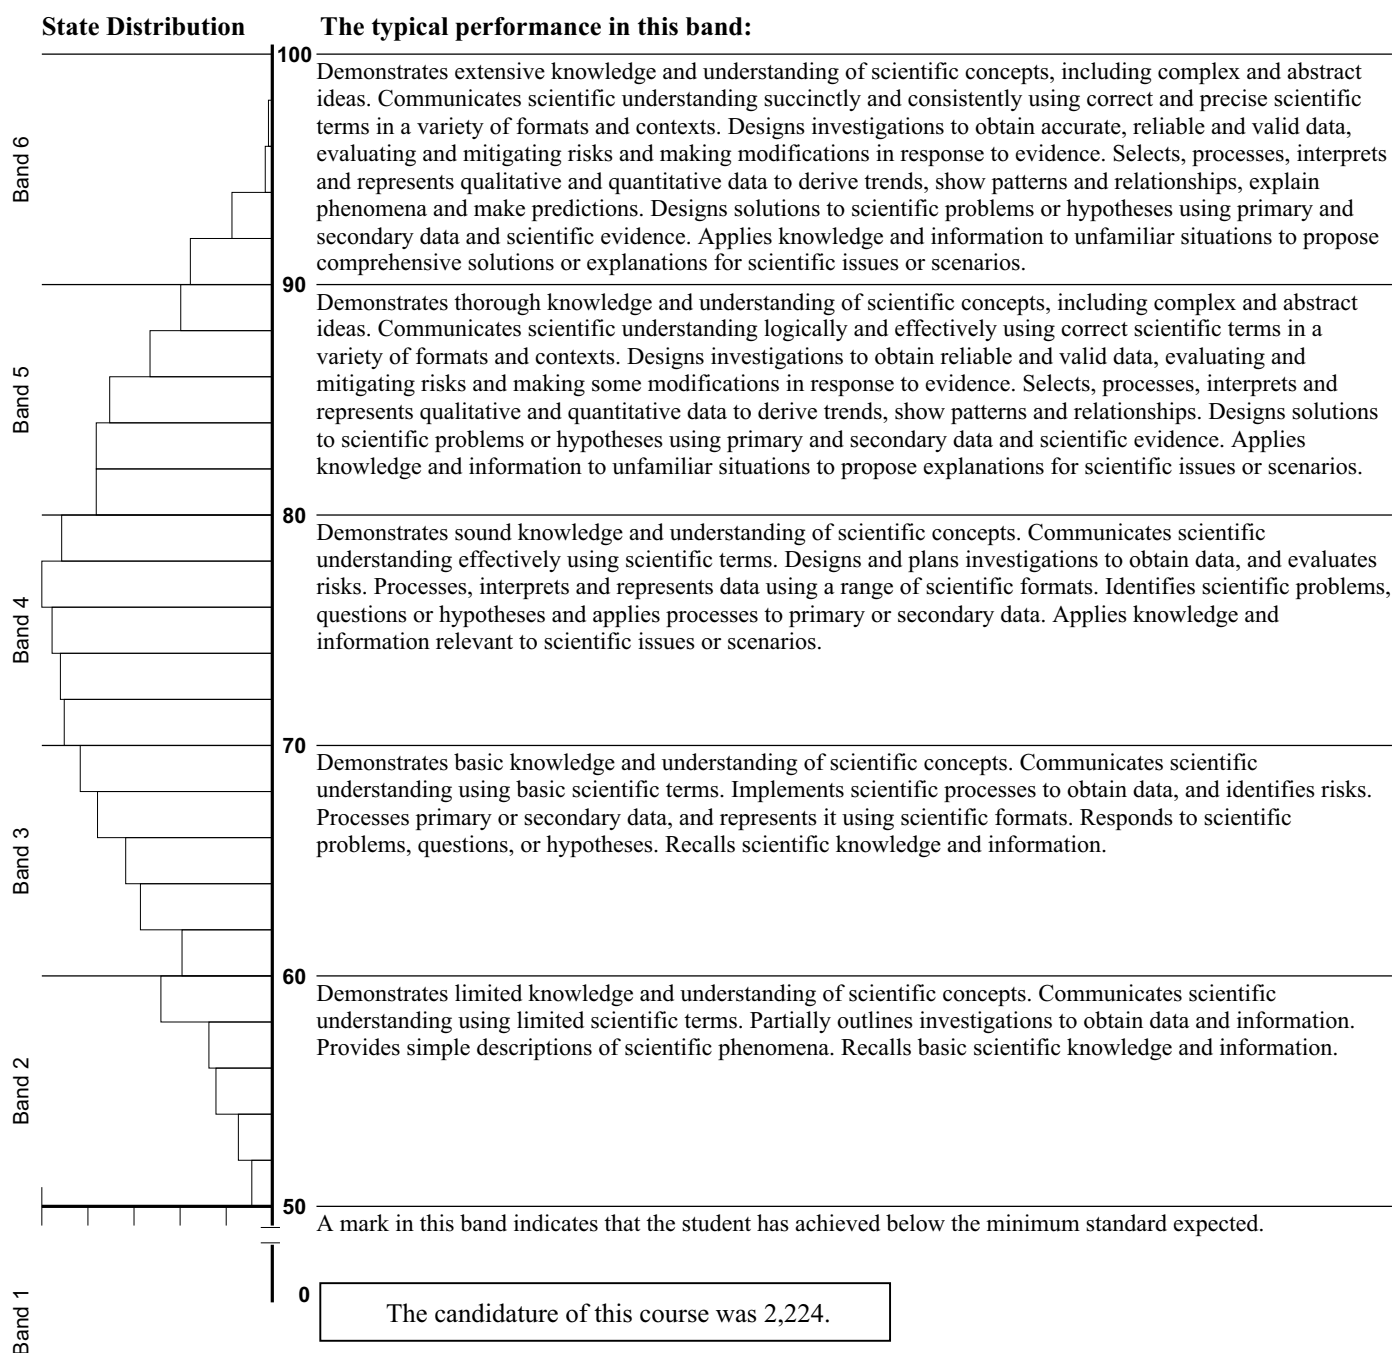 State Distribution
The typical performance in this band:
100
Band 6
Demonstrates extensive knowledge and understanding of scientific concepts, including complex and abstract
ideas. Communicates scientific understanding succinctly and consistently using correct and precise scientific
terms in a variety of formats and contexts. Designs investigations to obtain accurate, reliable and valid data,
evaluating and mitigating risks and making modifications in response to evidence. Selects, processes, interprets
and represents qualitative and quantitative data to derive trends, show patterns and relationships, explain
phenomena and make predictions. Designs solutions to scientific problems or hypotheses using primary and
secondary data and scientific evidence. Applies knowledge and information to unfamiliar situations to propose
comprehensive solutions or explanations for scientific issues or scenarios.
90
Band 5
Demonstrates thorough knowledge and understanding of scientific concepts, including complex and abstract
ideas. Communicates scientific understanding logically and effectively using correct scientific terms in a
variety of formats and contexts. Designs investigations to obtain reliable and valid data, evaluating and
mitigating risks and making some modifications in response to evidence. Selects, processes, interprets and
represents qualitative and quantitative data to derive trends, show patterns and relationships. Designs solutions
to scientific problems or hypotheses using primary and secondary data and scientific evidence. Applies
knowledge and information to unfamiliar situations to propose explanations for scientific issues or scenarios.
80
Band 4
Demonstrates sound knowledge and understanding of scientific concepts. Communicates scientific
understanding effectively using scientific terms. Designs and plans investigations to obtain data, and evaluates
risks. Processes, interprets and represents data using a range of scientific formats. Identifies scientific problems,
questions or hypotheses and applies processes to primary or secondary data. Applies knowledge and
information relevant to scientific issues or scenarios.
70
Band 3
Demonstrates basic knowledge and understanding of scientific concepts. Communicates scientific
understanding using basic scientific terms. Implements scientific processes to obtain data, and identifies risks.
Processes primary or secondary data, and represents it using scientific formats. Responds to scientific
problems, questions, or hypotheses. Recalls scientific knowledge and information.
60
Band 2
Demonstrates limited knowledge and understanding of scientific concepts. Communicates scientific
understanding using limited scientific terms. Partially outlines investigations to obtain data and information.
Provides simple descriptions of scientific phenomena. Recalls basic scientific knowledge and information.
50
A mark in this band indicates that the student has achieved below the minimum standard expected.
Band 1
0
The candidature of this course was 2,224.